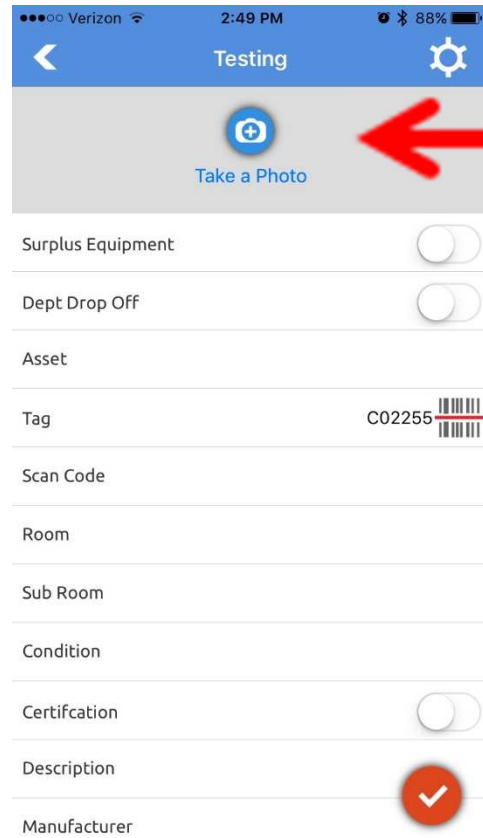 Verizon 2:49 PM 88%
Testing
Take a Photo
Surplus Equipment
Dept Drop Off
Asset
Tag C02255
Scan Code
Room
Sub Room
Condition
Certifcation
Description
Manufacturer